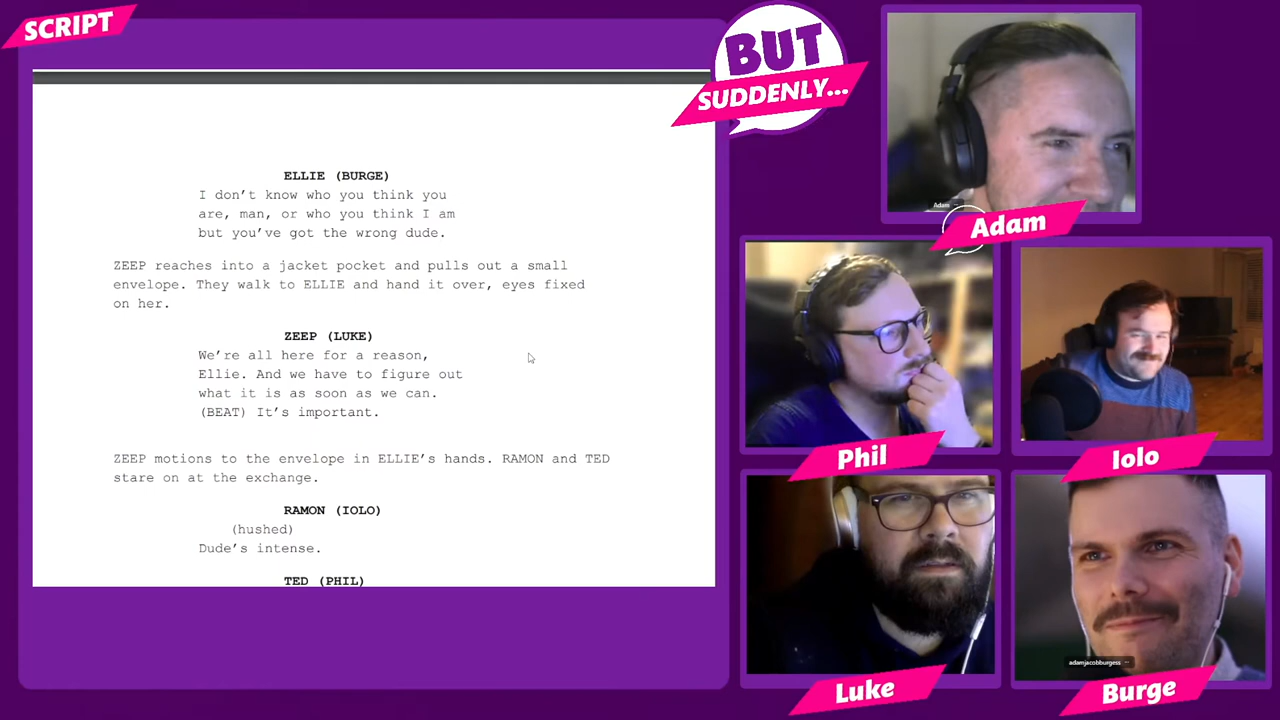 SCRIPT
BUT
SUDDENLY...
ELLIE (BURGE)
I don't know who you think you
are, man, or who you think I am
but you've got the wrong dude.
ZEEP reaches into a jacket pocket and pulls out a small
envelope. They walk to ELLIE and hand it over, eyes fixed
on her.
ZEEP (LUKE)
We're all here for a reason,
Ellie. And we have to figure out
what it is as soon as we can.
(BEAT) It's important.
ZEEP motions to the envelope in ELLIE's hands. RAMON and TED
stare on at the exchange.
RAMON (IOLO)
(hushed)
Dude's intense.
TED (PHIL)
Adam
Adam
Phil
Iolo
Luke
adamjacobburgess
Burge